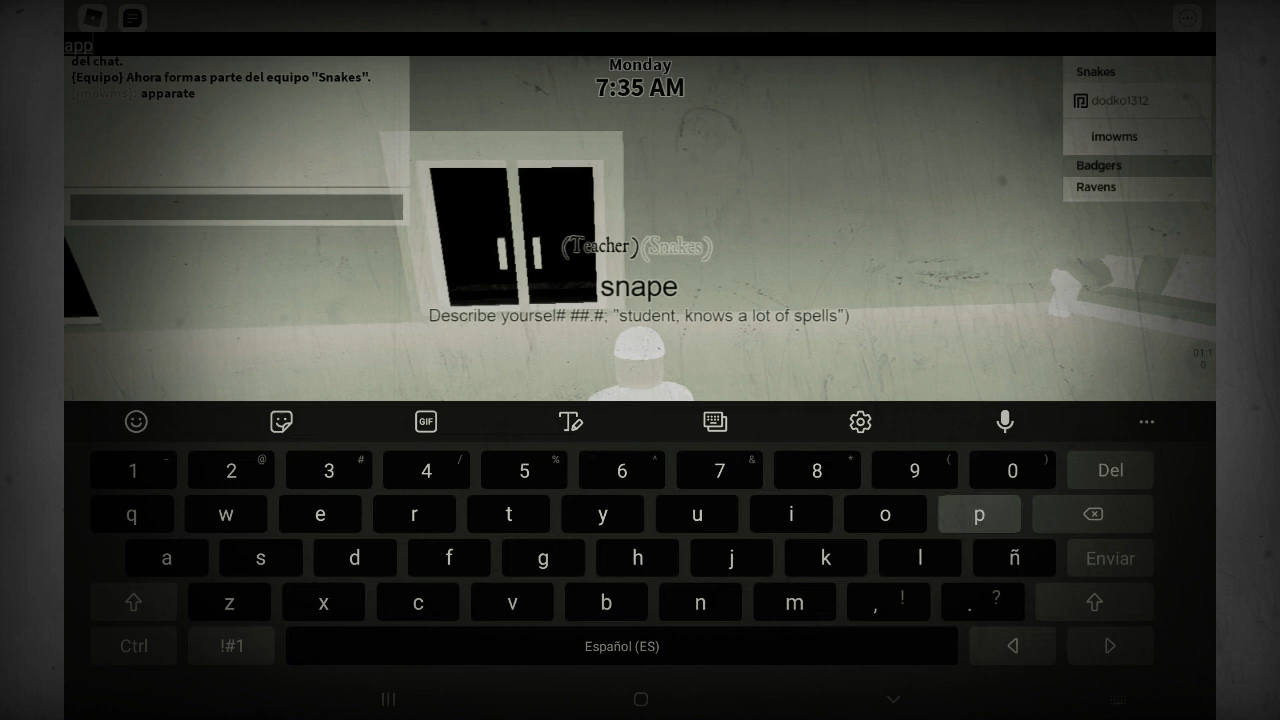 app
del chat.
{Equipo} Ahora formas parte del equipo "Snakes".
[imowms]: apparate
Monday
7:35 AM
Snakes
dodko1312
imowms
Badgers
Ravens
(Teacher)(Snakes)
snape
Describe yoursel# ##.#; "student, knows a lot of spells")
GIF
1 - 2 @ 3 # 4 / 5 % 6 ^ 7 & 8 * 9 ( 0 ) Del
q w e r t y u i o p
a s d f g h j k l ñ Enviar
z x c v b n m , ! . ?
Ctrl !#1 Español (ES)